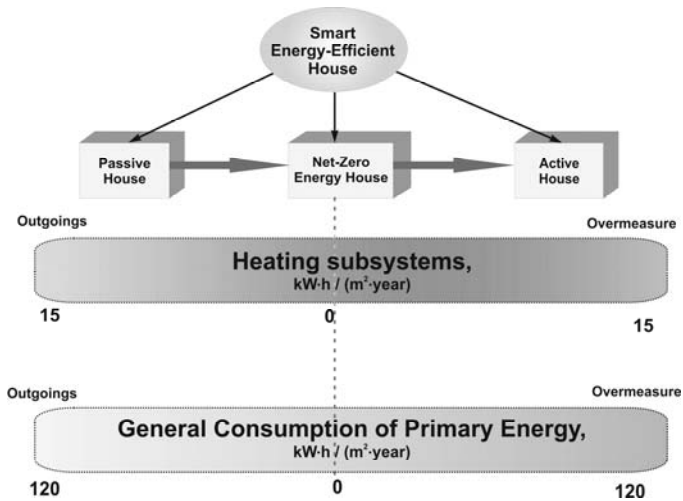 Smart
Energy-Efficient
House
Passive
House
Net-Zero
Energy House
Active
House
Outgoings
Overmeasure
Heating subsystems,
kW·h / (m²·year)
15
0
15
Outgoings
Overmeasure
General Consumption of Primary Energy,
kW·h / (m²·year)
120
0
120